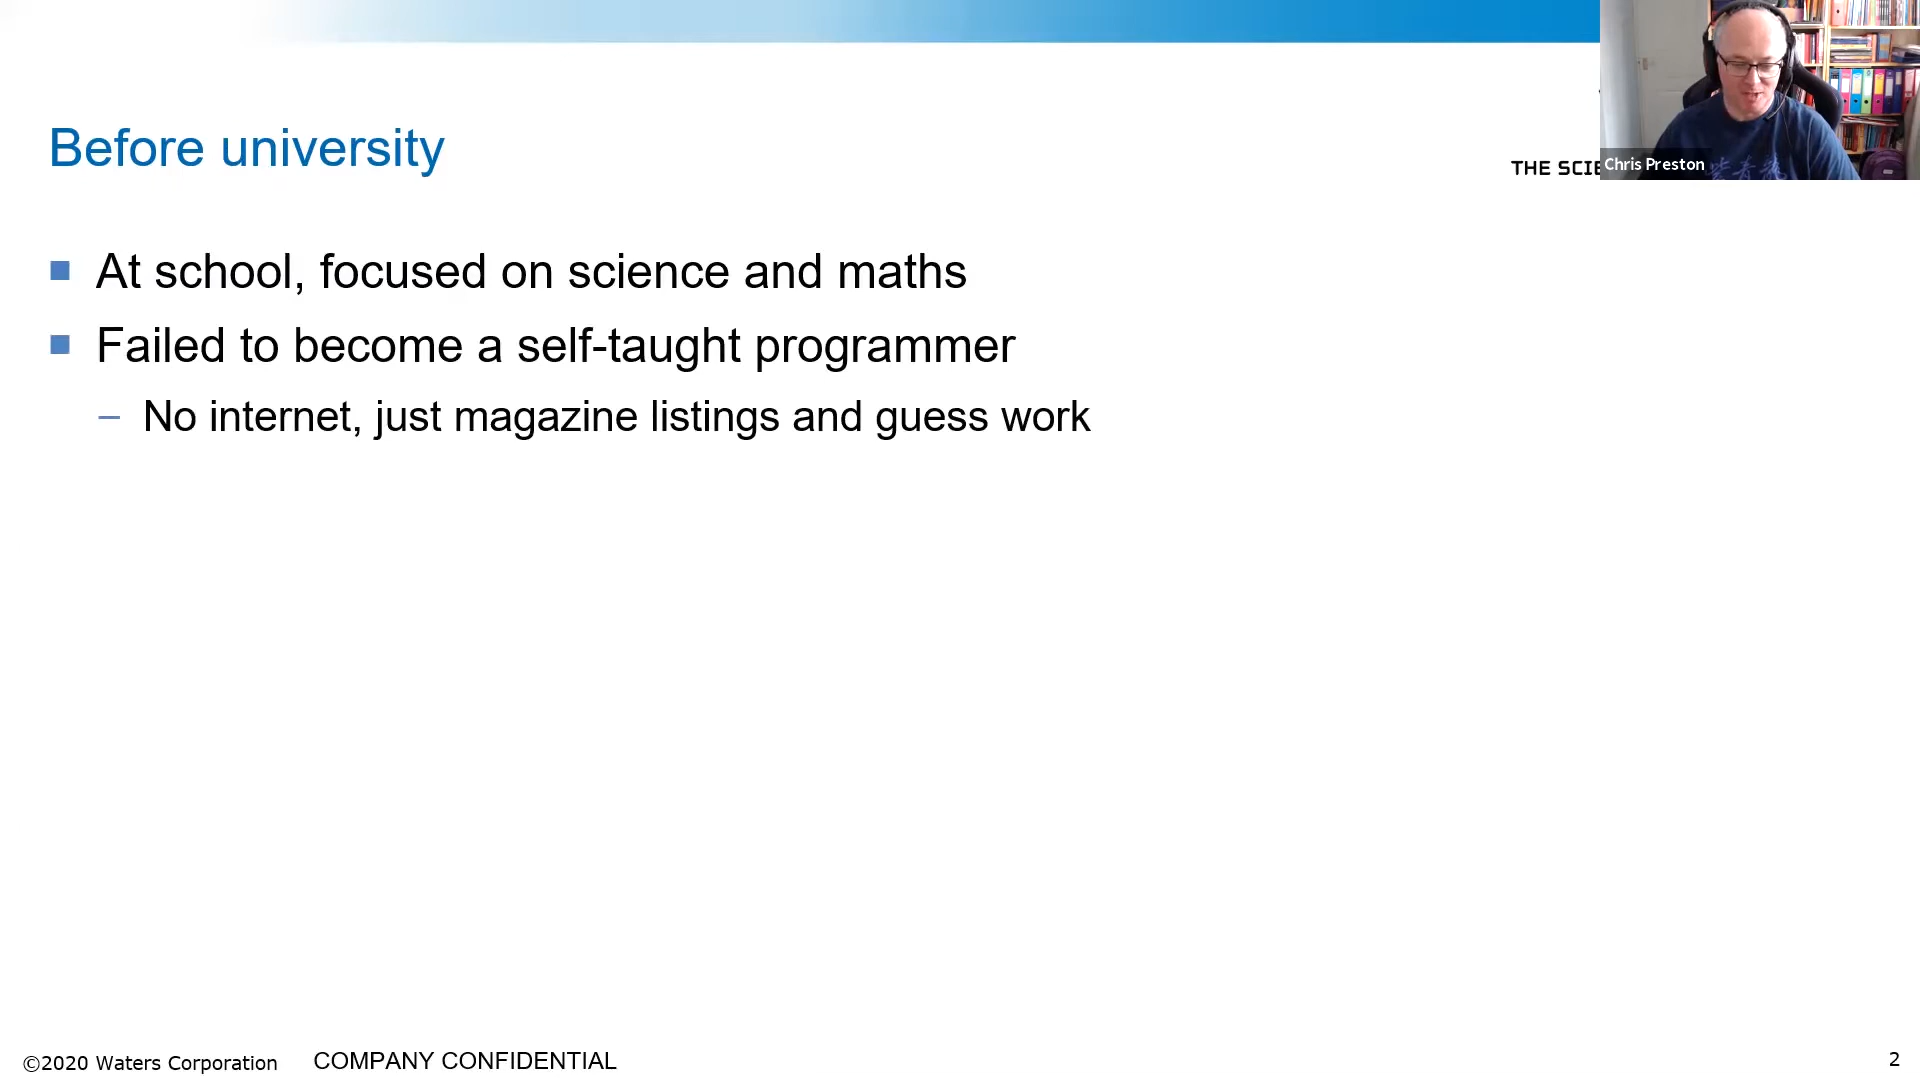 Before university
THE SCIE
Chris Preston
At school, focused on science and maths
Failed to become a self-taught programmer
– No internet, just magazine listings and guess work
©2020 Waters Corporation COMPANY CONFIDENTIAL 2